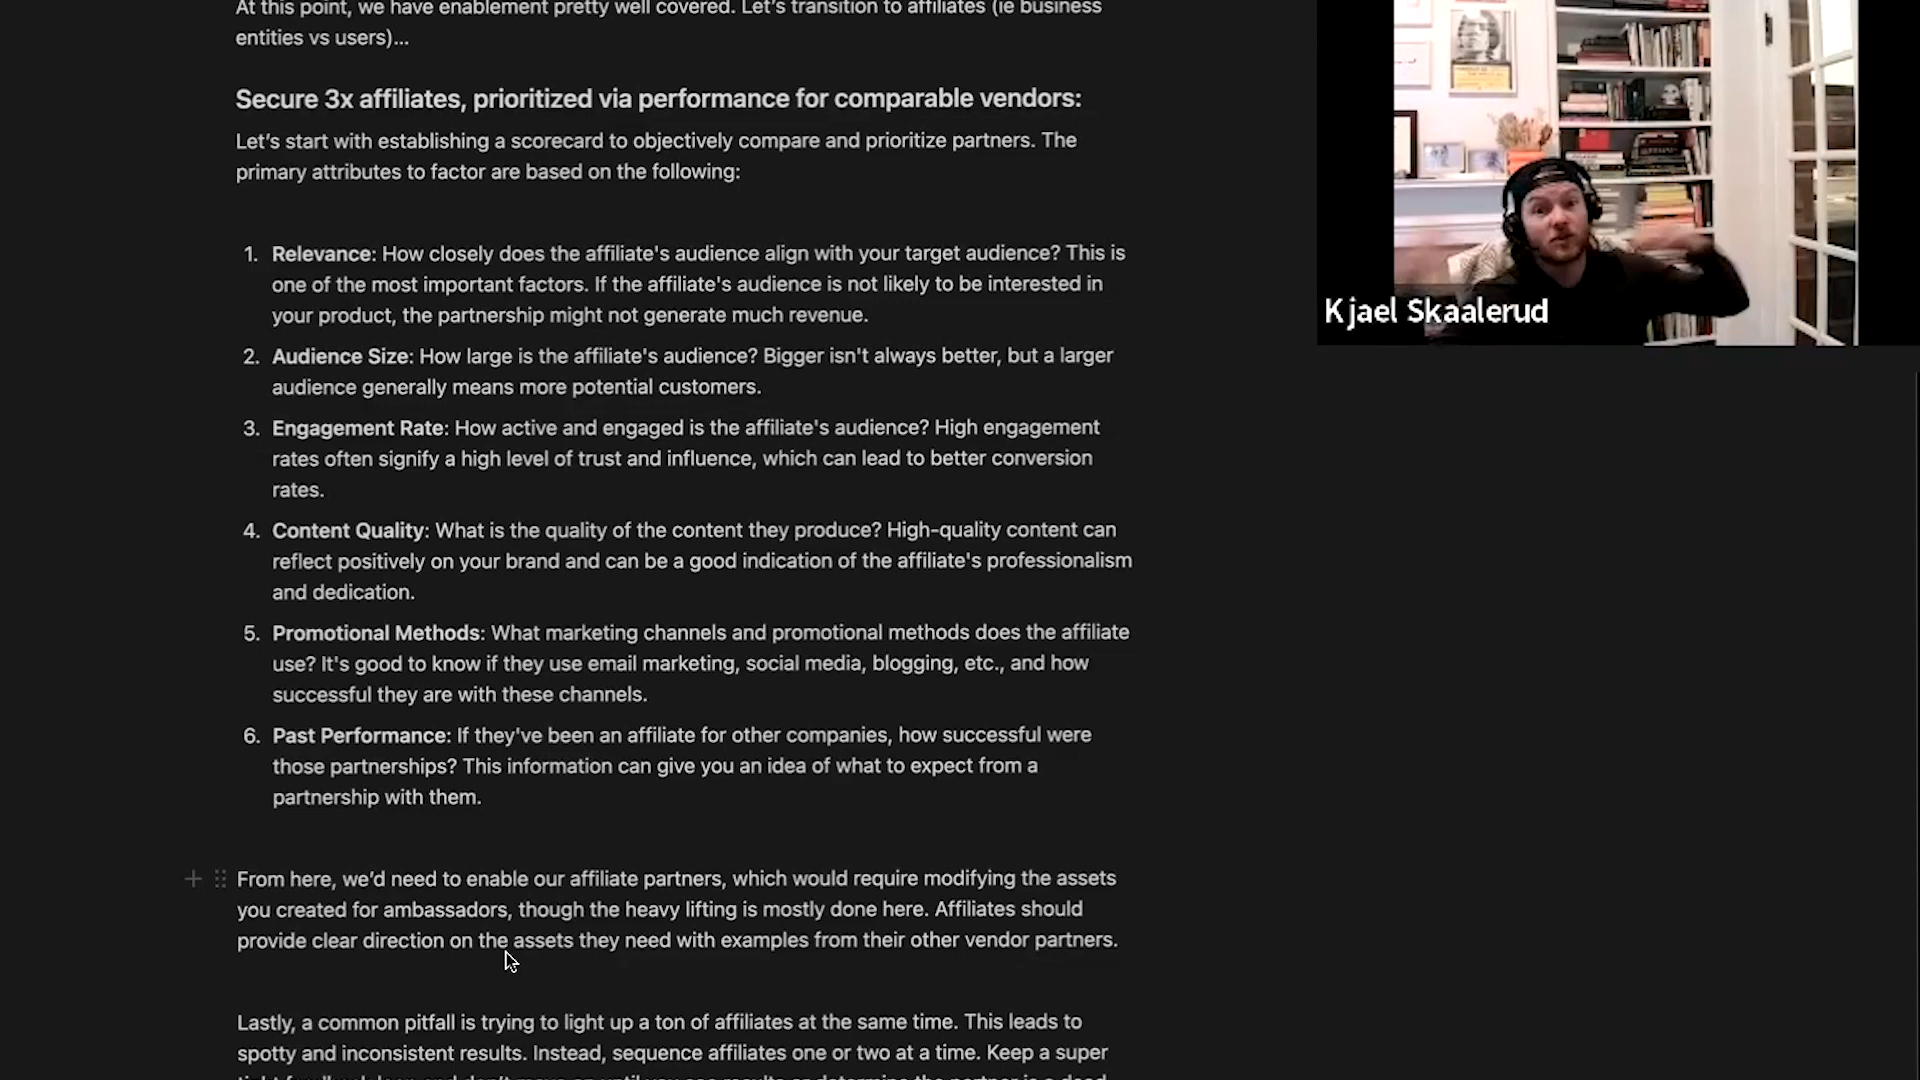 At this point, we have enablement pretty well covered. Let’s transition to affiliates (ie business
entities vs users)...
Secure 3x affiliates, prioritized via performance for comparable vendors:
Let’s start with establishing a scorecard to objectively compare and prioritize partners. The
primary attributes to factor are based on the following:
1. Relevance: How closely does the affiliate's audience align with your target audience? This is
one of the most important factors. If the affiliate's audience is not likely to be interested in
your product, the partnership might not generate much revenue.
2. Audience Size: How large is the affiliate's audience? Bigger isn't always better, but a larger
audience generally means more potential customers.
3. Engagement Rate: How active and engaged is the affiliate's audience? High engagement
rates often signify a high level of trust and influence, which can lead to better conversion
rates.
4. Content Quality: What is the quality of the content they produce? High-quality content can
reflect positively on your brand and can be a good indication of the affiliate's professionalism
and dedication.
5. Promotional Methods: What marketing channels and promotional methods does the affiliate
use? It's good to know if they use email marketing, social media, blogging, etc., and how
successful they are with these channels.
6. Past Performance: If they've been an affiliate for other companies, how successful were
those partnerships? This information can give you an idea of what to expect from a
partnership with them.
From here, we’d need to enable our affiliate partners, which would require modifying the assets
you created for ambassadors, though the heavy lifting is mostly done here. Affiliates should
provide clear direction on the assets they need with examples from their other vendor partners.
Lastly, a common pitfall is trying to light up a ton of affiliates at the same time. This leads to
spotty and inconsistent results. Instead, sequence affiliates one or two at a time. Keep a super
Kjael Skaalerud